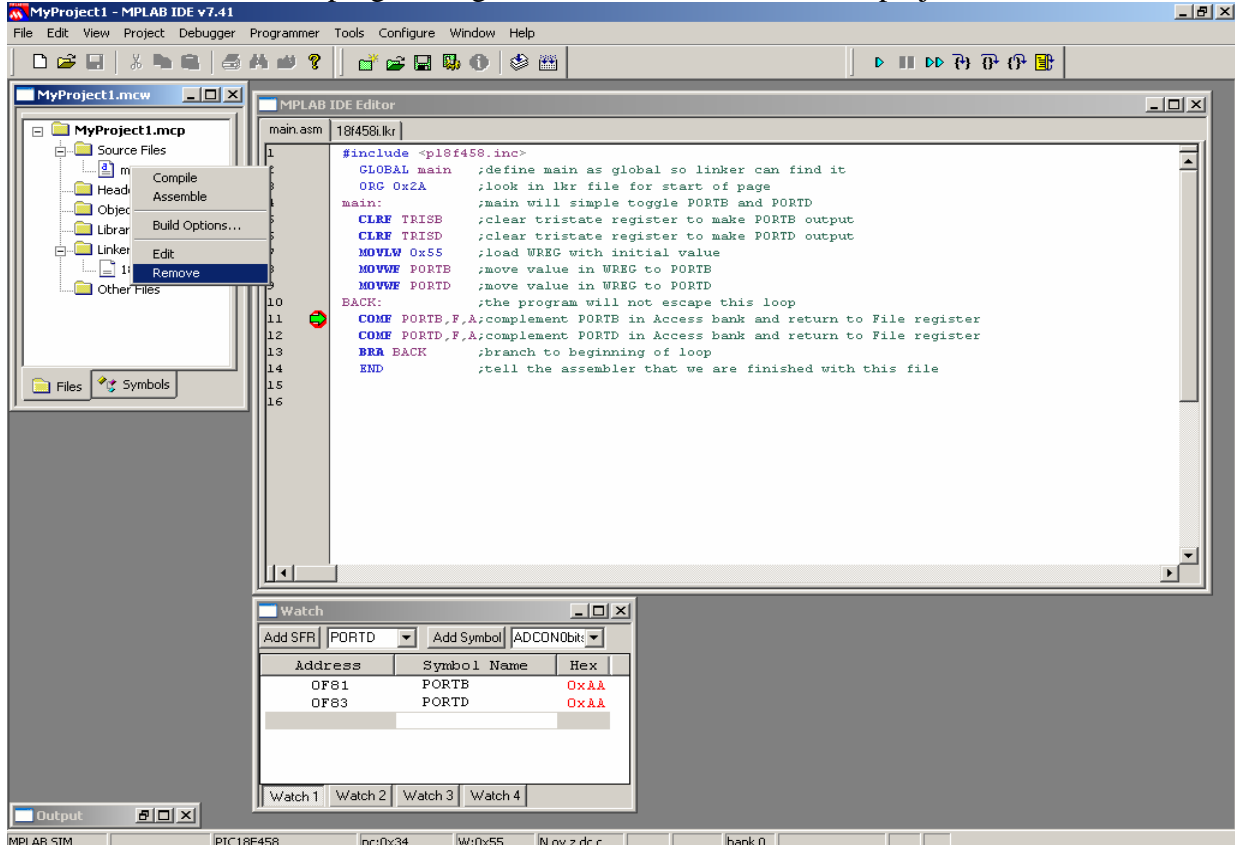 MyProject1 - MPLAB IDE v7.41
File Edit View Project Debugger Programmer Tools Configure Window Help
MyProject1.mcw
MyProject1.mcp
Source Files
Linker
Other Files
Files Symbols
Compile
Assemble
Build Options...
Edit
Remove
MPLAB IDE Editor
main.asm 18f458i.lkr
1 #include <p18f458.inc>
GLOBAL main ;define main as global so linker can find it
ORG 0x2A ;look in lkr file for start of page
main: ;main will simple toggle PORTB and PORTD
CLRF TRISB ;clear tristate register to make PORTB output
CLRF TRISD ;clear tristate register to make PORTD output
MOVLW 0x55 ;load WREG with initial value
MOVWF PORTB ;move value in WREG to PORTB
MOVWF PORTD ;move value in WREG to PORTD
10 BACK: ;the program will not escape this loop
11 COMF PORTB,F,A;complement PORTB in Access bank and return to File register
12 COMF PORTD,F,A;complement PORTD in Access bank and return to File register
13 BRA BACK ;branch to beginning of loop
14 END ;tell the assembler that we are finished with this file
15
16
Watch
Add SFR PORTD Add Symbol ADCON0bits
Address Symbol Name Hex
0F81 PORTB 0xAA
0F83 PORTD 0xAA
Watch 1 Watch 2 Watch 3 Watch 4
Output
MPLAB SIM PIC18F458 pc:0x34 W:0x55 N ov z dc c bank 0